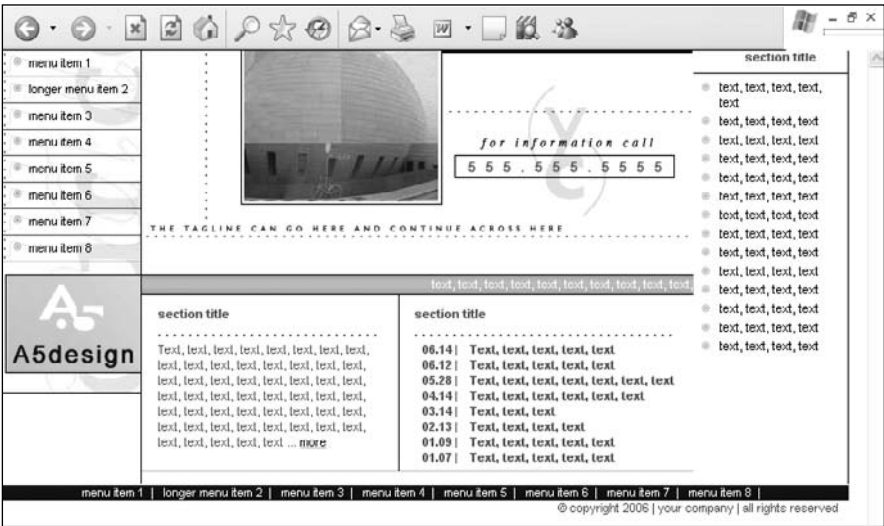 menu item 1
longer menu item 2
menu item 3
menu item 4
menu item 5
menu item 6
menu item 7
menu item 8
A5
A5design
for information call
555.555.5555
THE TAGLINE CAN GO HERE AND CONTINUE ACROSS HERE
text, text, text, text, text, text, text, text, text, text,
section title
Text, text, text, text, text, text, text, text,
text, text, text, text, text, text, text, text,
text, text, text, text, text, text, text, text,
text, text, text, text, text, text, text, text,
text, text, text, text, text, text, text, text,
text, text, text, text, text, text, text, text,
text, text, text, text, text ... more
section title
06.14 | Text, text, text, text, text
06.12 | Text, text, text, text, text
05.28 | Text, text, text, text, text, text, text
04.14 | Text, text, text, text, text, text
03.14 | Text, text, text
02.13 | Text, text, text, text
01.09 | Text, text, text, text, text
01.07 | Text, text, text, text, text
section title
text, text, text, text,
text
text, text, text, text
text, text, text, text
text, text, text, text
text, text, text, text
text, text, text, text
text, text, text, text
text, text, text, text
text, text, text, text
text, text, text, text
text, text, text, text
text, text, text, text
text, text, text, text
text, text, text, text
menu item 1 | longer menu item 2 | menu item 3 | menu item 4 | menu item 5 | menu item 6 | menu item 7 | menu item 8 |
© copyright 2006 | your company | all rights reserved